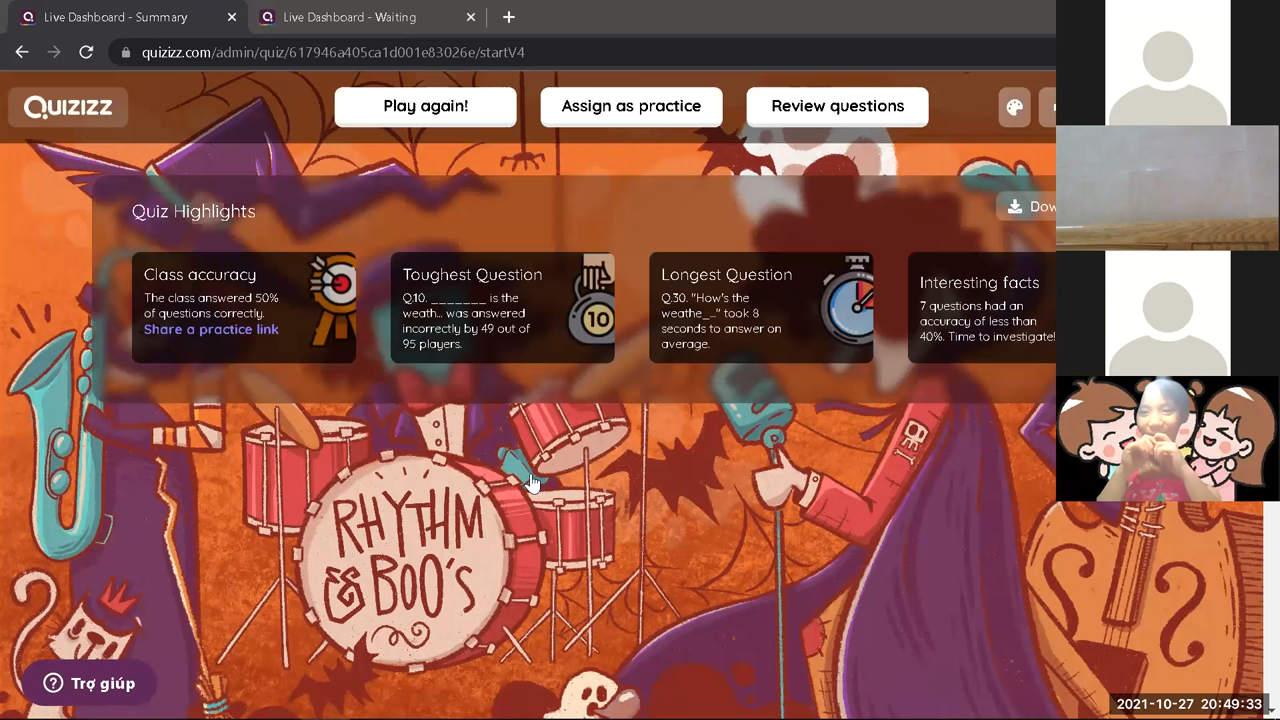 Live Dashboard - Summary
Live Dashboard - Waiting
quizizz.com/admin/quiz/617946a405ca1d001e83026e/startV4
QUIZIZZ
Play again!
Assign as practice
Review questions
Quiz Highlights
Dow
Class accuracy
The class answered 50%
of questions correctly.
Share a practice link
Toughest Question
Q.10. _______ is the
weath... was answered
incorrectly by 49 out of
95 players.
10
Longest Question
Q.30. "How's the
weathe_-" took 8
seconds to answer on
average.
Interesting facts
7 questions had an
accuracy of less than
40%. Time to investigate!
RHYTHM
& BOO'S
Trợ giúp
2021-10-27 20:49:33